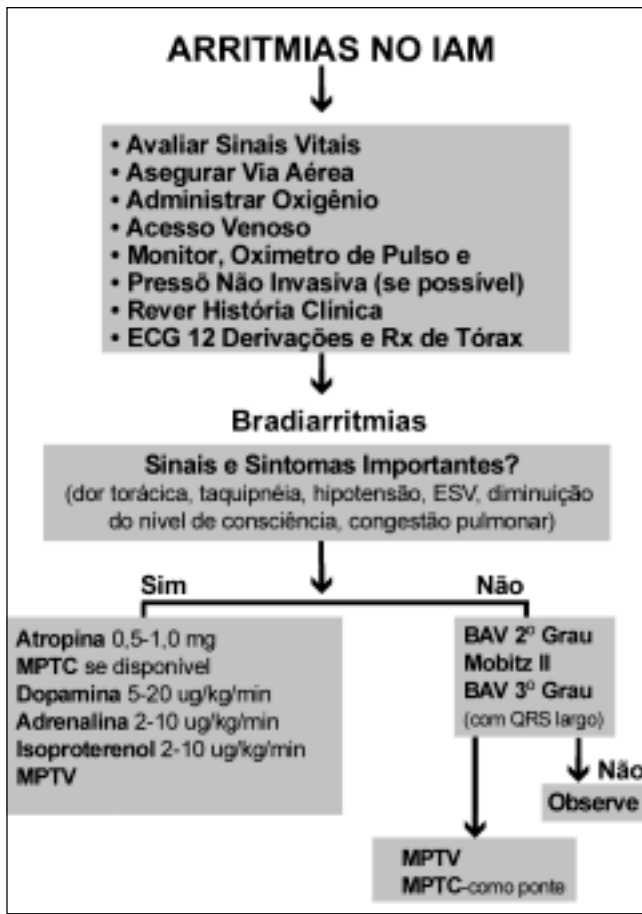 ARRITMIAS NO IAM
• Avaliar Sinais Vitais
• Asegurar Via Aérea
• Administrar Oxigênio
• Acesso Venoso
• Monitor, Oxímetro de Pulso e
• Pressõ Não Invasiva (se possível)
• Rever História Clínica
• ECG 12 Derivações e Rx de Tórax
Bradiarritmias
Sinais e Sintomas Importantes?
(dor torácica, taquipnéia, hipotensão, ESV, diminuição
do nível de consciência, congestão pulmonar)
Sim
Não
Atropina 0,5-1,0 mg
MPTC se disponível
Dopamina 5-20 ug/kg/min
Adrenalina 2-10 ug/kg/min
Isoproterenol 2-10 ug/kg/min
MPTV
BAV 2º Grau
Mobitz II
BAV 3º Grau
(com QRS largo)
Não
Observe
MPTV
MPTC-como ponte